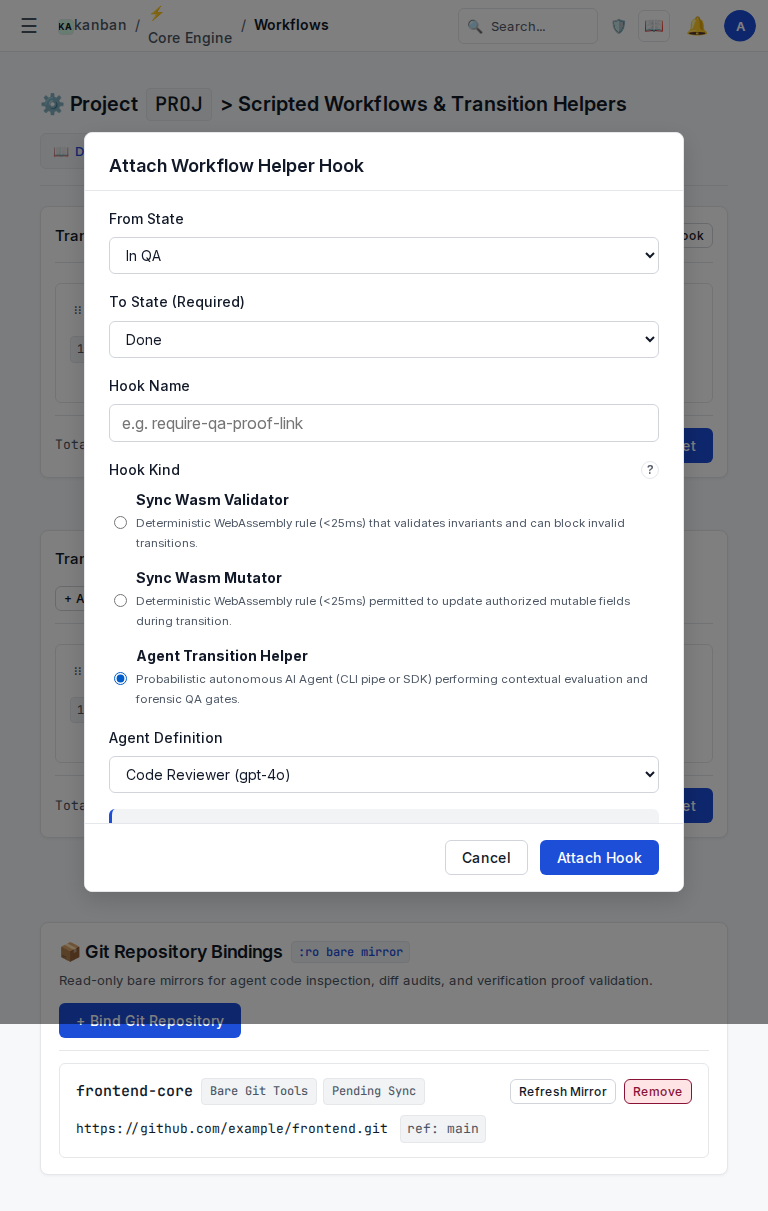 ☰ KA kanban / ⚡ Core Engine / Workflows 🔍 Search... 🛡️ 📖 🔔 A
⚙️ Project PROJ > Scripted Workflows & Transition Helpers
📖 D
Attach Workflow Helper Hook
From State
In QA
To State (Required)
Done
Hook Name
e.g. require-qa-proof-link
Hook Kind ?
Sync Wasm Validator
Deterministic WebAssembly rule (<25ms) that validates invariants and can block invalid
transitions.
Sync Wasm Mutator
Deterministic WebAssembly rule (<25ms) permitted to update authorized mutable fields
during transition.
Agent Transition Helper
Probabilistic autonomous AI Agent (CLI pipe or SDK) performing contextual evaluation and
forensic QA gates.
Agent Definition
Code Reviewer (gpt-4o)
Cancel Attach Hook
📦 Git Repository Bindings :ro bare mirror
Read-only bare mirrors for agent code inspection, diff audits, and verification proof validation.
+ Bind Git Repository
frontend-core Bare Git Tools Pending Sync Refresh Mirror Remove
https://github.com/example/frontend.git ref: main